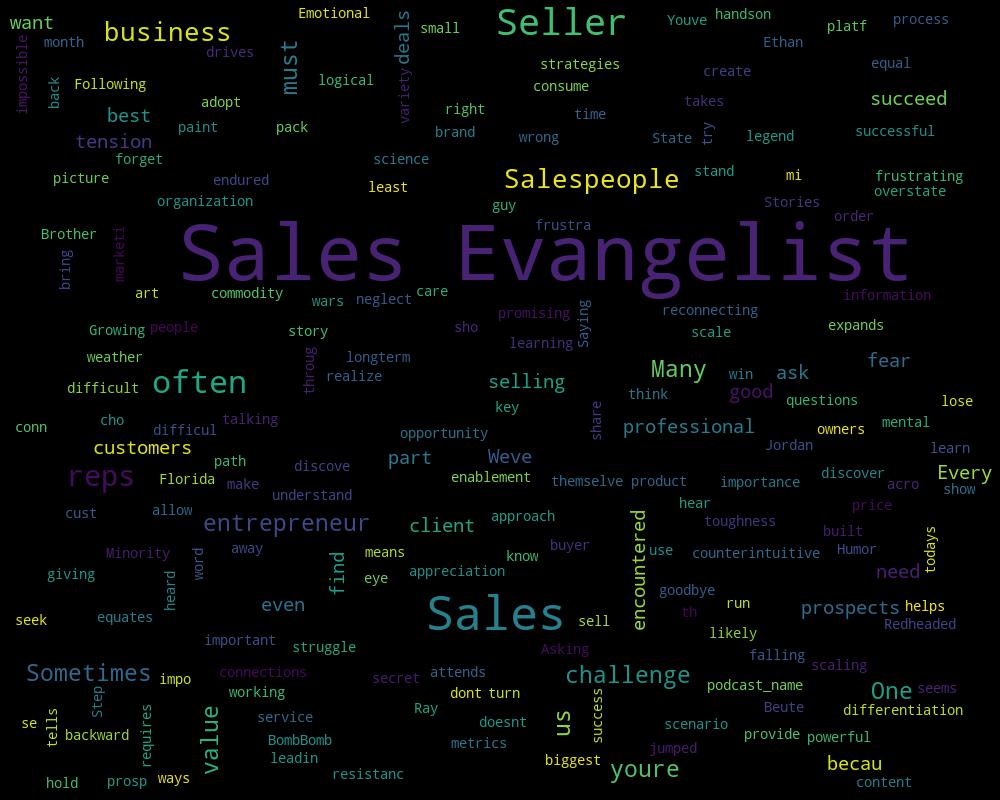 want
business
Emotional
deals
small
Seller
Youve
handson
platf
process
impossible
month
drives
must
Ethan
back
Following
logical
variety
strategies
create
equal
consume
adopt
best
right
time
takes
succeed
paint
pack
brand
wrong
State
try
legend
successful
tension
forget
science
picture
endured
least
Salespeople
stand
mi
frustrating
overstate
organization
guy
Stories
order
Brother
marketi
bring
frustra
Sales Evangelist
art
commodity
wars
neglect
care
information
Growing
people
story
sho
promising
Saying
reconnecting
scale
expands
weather
throug
longterm
learning
realize
difficult
often
selling
Many
win
ask
fear
think
good
questions
lose
key
share
conn
cho
talking
difficul
opportunity
professional
owners
mental
customers
path
part
Weve
Jordan
learn
reps
Florida
make
discove
understand
enablement
themselve
product
importance
discover
acro
Every
show
cust
allow
entrepreneur
client
approach
encountered
hear
toughness
price
built
todays
Minority
word
away
find
means
eye
know
buyer
use
counterintuitive
Humor
giving
heard
appreciation
need
goodbye
seek
equates
even
Sales
sell
th
run
prospects
helps
Redheaded
likely
important
struggle
Asking
falling
scaling
Sometimes
impo
connections
working
secret
attends
challenge
podcast_name
One
seems
Step
dont
turn
success
Beute
differentiation
se
tells
backward
requires
value
service
Ray
doesnt
us
scenario
provide
powerful
BombBomb
leadin
metrics
jumped
hold
prosp
ways
resistanc
biggest
youre
becau
content